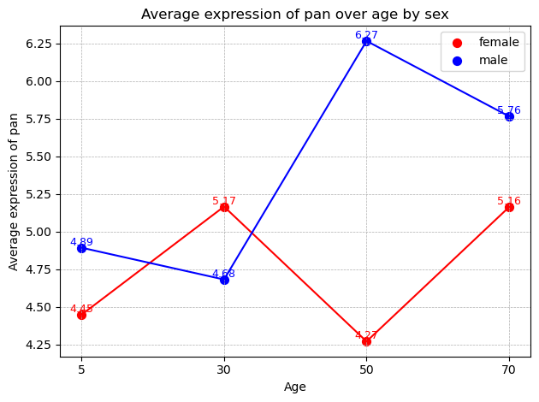 Average expression of pan over age by sex
female
male
6.27
5.76
5.17
5.16
4.89
4.68
4.45
4.27
6.25
6.00
5.75
5.50
5.25
5.00
4.75
4.50
4.25
Average expression of pan
5 30 50 70
Age